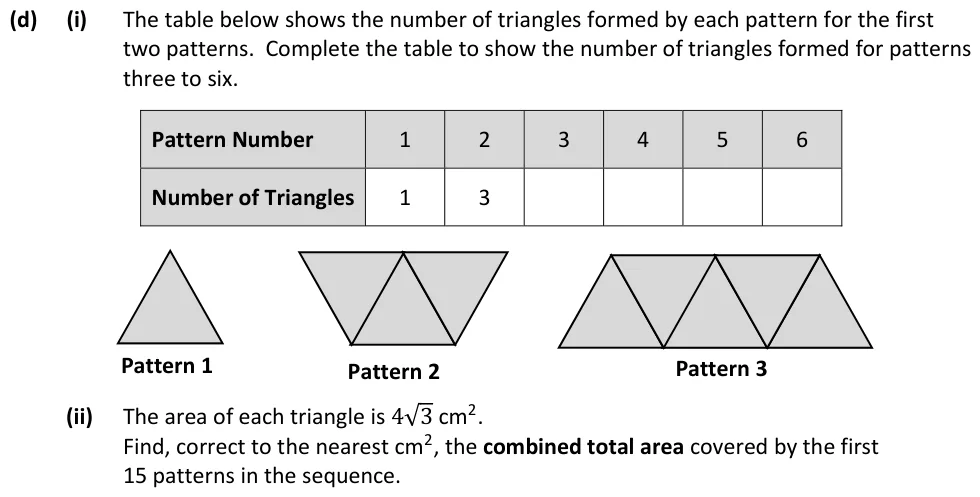 (d) (i) The table below shows the number of triangles formed by each pattern for the first
two patterns. Complete the table to show the number of triangles formed for patterns
three to six.
Pattern Number 1 2 3 4 5 6
Number of Triangles 1 3
Pattern 1 Pattern 2 Pattern 3
(ii) The area of each triangle is 4√3 cm².
Find, correct to the nearest cm², the combined total area covered by the first
15 patterns in the sequence.